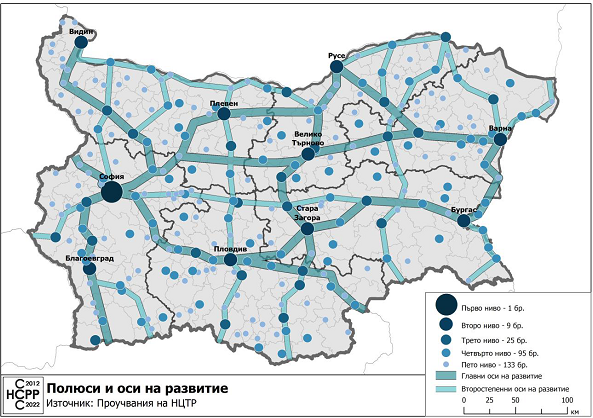 Видин
Русе
Плевен
Велико
Търново
Варна
София
Стара
Загора
Бургас
Пловдив
Благоевград
Първо ниво - 1 бр.
Второ ниво - 9 бр.
Трето ниво - 25 бр.
Четвърто ниво - 95 бр.
Пето ниво - 133 бр.
Главни оси на развитие
Второстепенни оси на развитие
0 25 50 100
км
C 2012
НСРР
C 2022
Полюси и оси на развитие
Източник: Проучвания на НЦТР